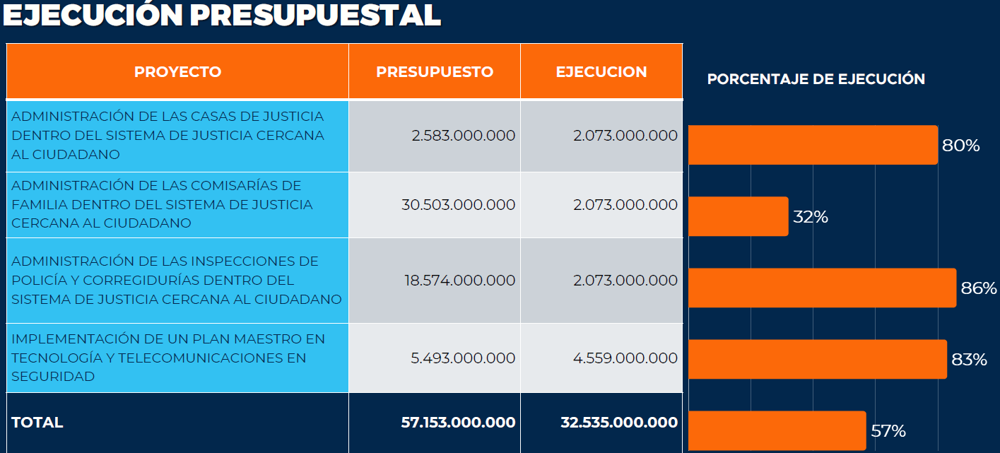 EJECUCIÓN PRESUPUESTAL
PROYECTO PRESUPUESTO EJECUCION PORCENTAJE DE EJECUCIÓN
ADMINISTRACIÓN DE LAS CASAS DE JUSTICIA
DENTRO DEL SISTEMA DE JUSTICIA CERCANA
AL CIUDADANO
2.583.000.000 2.073.000.000 80%
ADMINISTRACIÓN DE LAS COMISARÍAS DE
FAMILIA DENTRO DEL SISTEMA DE JUSTICIA
CERCANA AL CIUDADANO
30.503.000.000 2.073.000.000 32%
ADMINISTRACIÓN DE LAS INSPECCIONES DE
POLICÍA Y CORREGIDURÍAS DENTRO DEL
SISTEMA DE JUSTICIA CERCANA AL CIUDADANO
18.574.000.000 2.073.000.000 86%
IMPLEMENTACIÓN DE UN PLAN MAESTRO EN
TECNOLOGÍA Y TELECOMUNICACIONES EN
SEGURIDAD
5.493.000.000 4.559.000.000 83%
TOTAL 57.153.000.000 32.535.000.000 57%